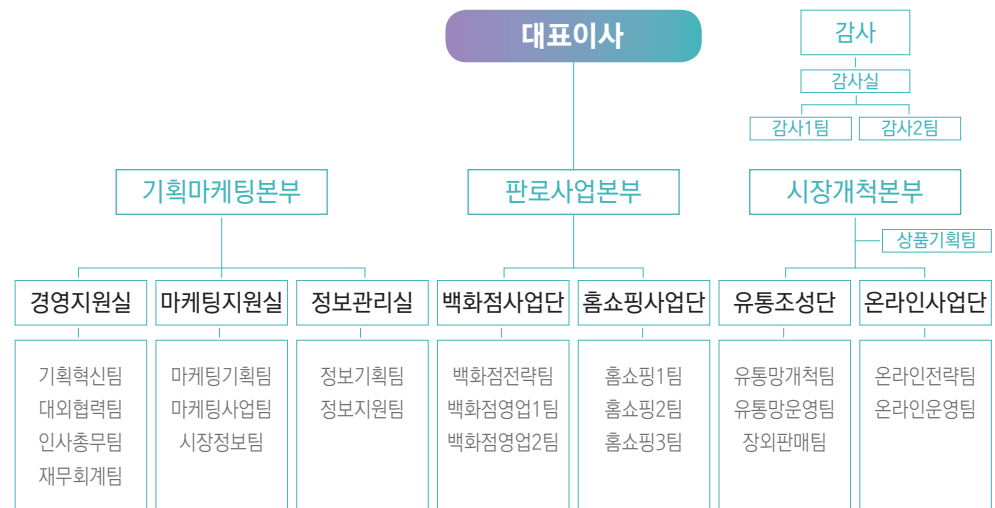 대표이사
감사
감사실
감사1팀
감사2팀
기획마케팅본부
판로사업본부
시장개척본부
상품기획팀
경영지원실
마케팅지원실
정보관리실
백화점사업단
홈쇼핑사업단
유통조성단
온라인사업단
기획혁신팀
대외협력팀
인사총무팀
재무회계팀
마케팅기획팀
마케팅사업팀
시장정보팀
정보기획팀
정보지원팀
백화점전략팀
백화점영업1팀
백화점영업2팀
홈쇼핑1팀
홈쇼핑2팀
홈쇼핑3팀
유통망개척팀
유통망운영팀
장외판매팀
온라인전략팀
온라인운영팀